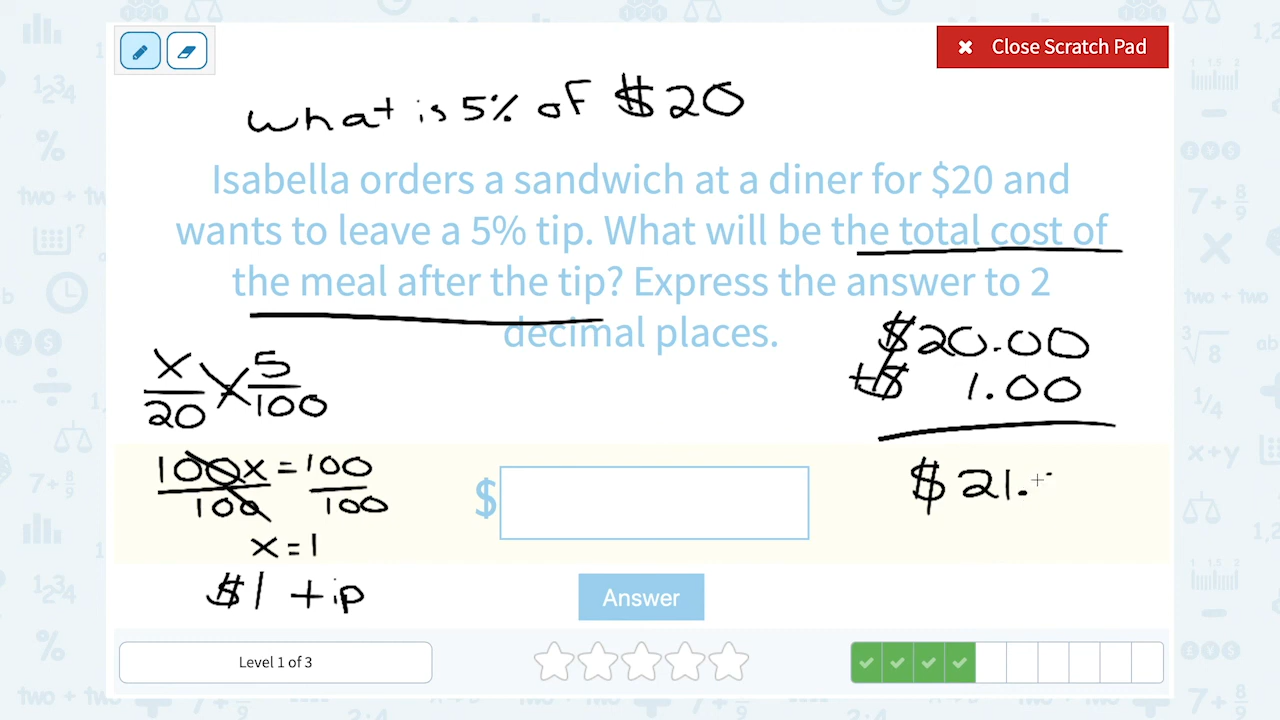 Close Scratch Pad
what is 5% of $20
Isabella orders a sandwich at a diner for $20 and
wants to leave a 5% tip. What will be the total cost of
the meal after the tip? Express the answer to 2
decimal places.
x/20 5/100
100x = 100
100 100
x = 1
$1 tip
$20.00
+$ 1.00
$21.
$
Answer
Level 1 of 3